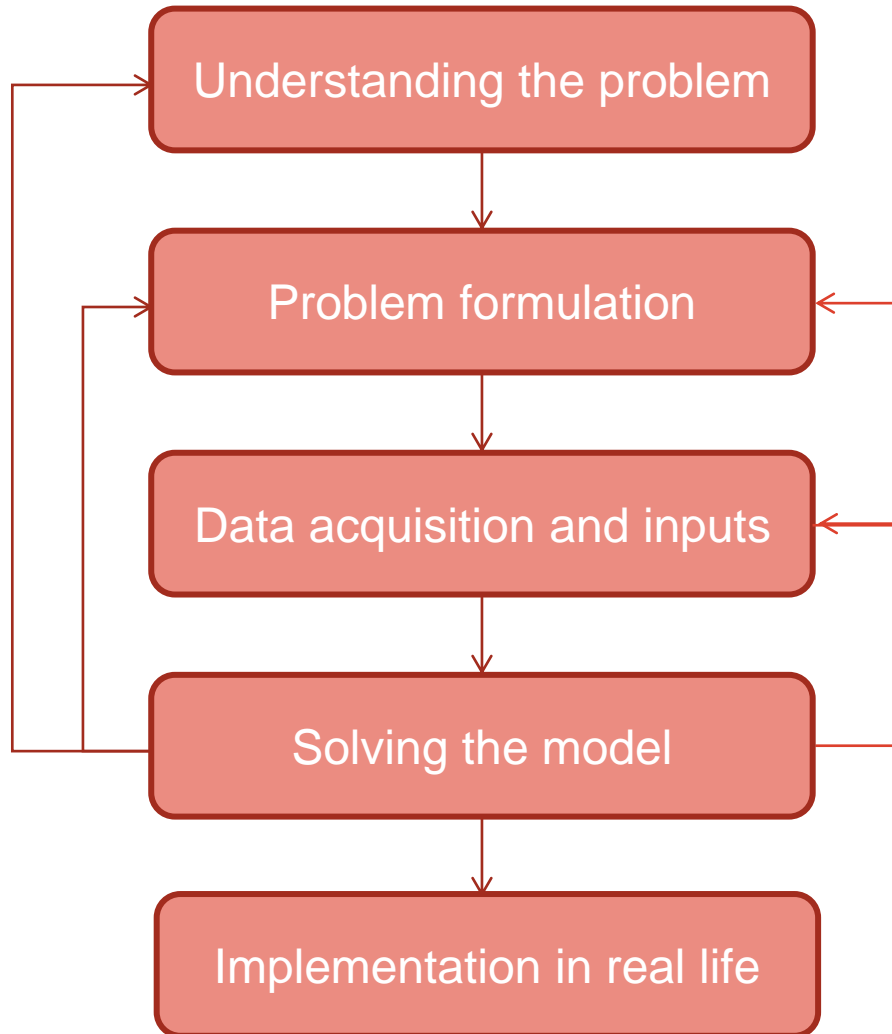 Understanding the problem
Problem formulation
Data acquisition and inputs
Solving the model
Implementation in real life